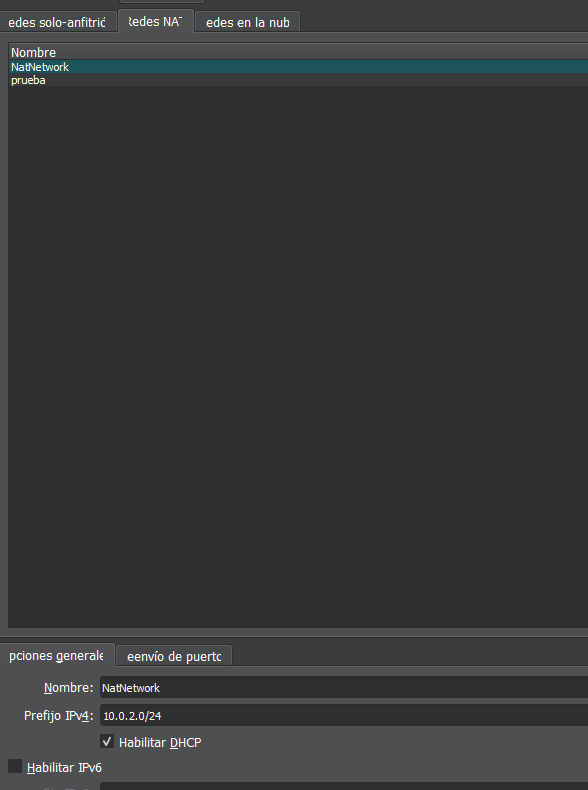 edes solo-anfitrió
Redes NAT
edes en la nub
Nombre
NatNetwork
prueba
pciones generale
eenvío de puerto
Nombre: NatNetwork
Prefijo IPv4: 10.0.2.0/24
Habilitar DHCP
Habilitar IPv6